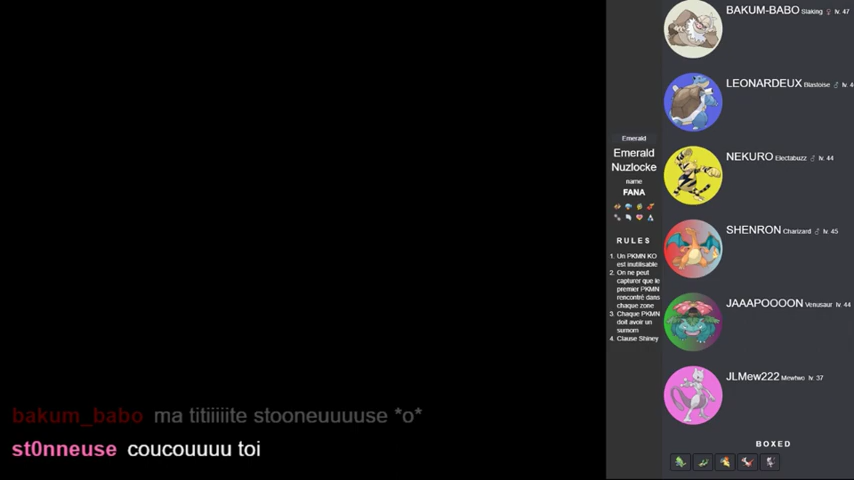 BAKUM-BABO Slaking ♀ lv. 47
LEONARDEUX Blastoise ♂ lv. 4
Emerald
Emerald
Nuzlocke
name
FANA
NEKURO Electabuzz ♂ lv. 44
RULES
1. Un PKMN KO
est inutilisable
2. On ne peut
capturer que le
premier PKMN
rencontré dans
chaque zone
3. Chaque PKMN
doit avoir un
surnom
4. Clause Shiney
SHENRON Charizard ♂ lv. 45
JAAAPOOOON Venusaur lv. 44
JLMew222 Mewtwo lv. 37
BOXED
bakum_babo ma titiiiiite stooneuuuuse *o*
st0nneuse coucouuuu toi